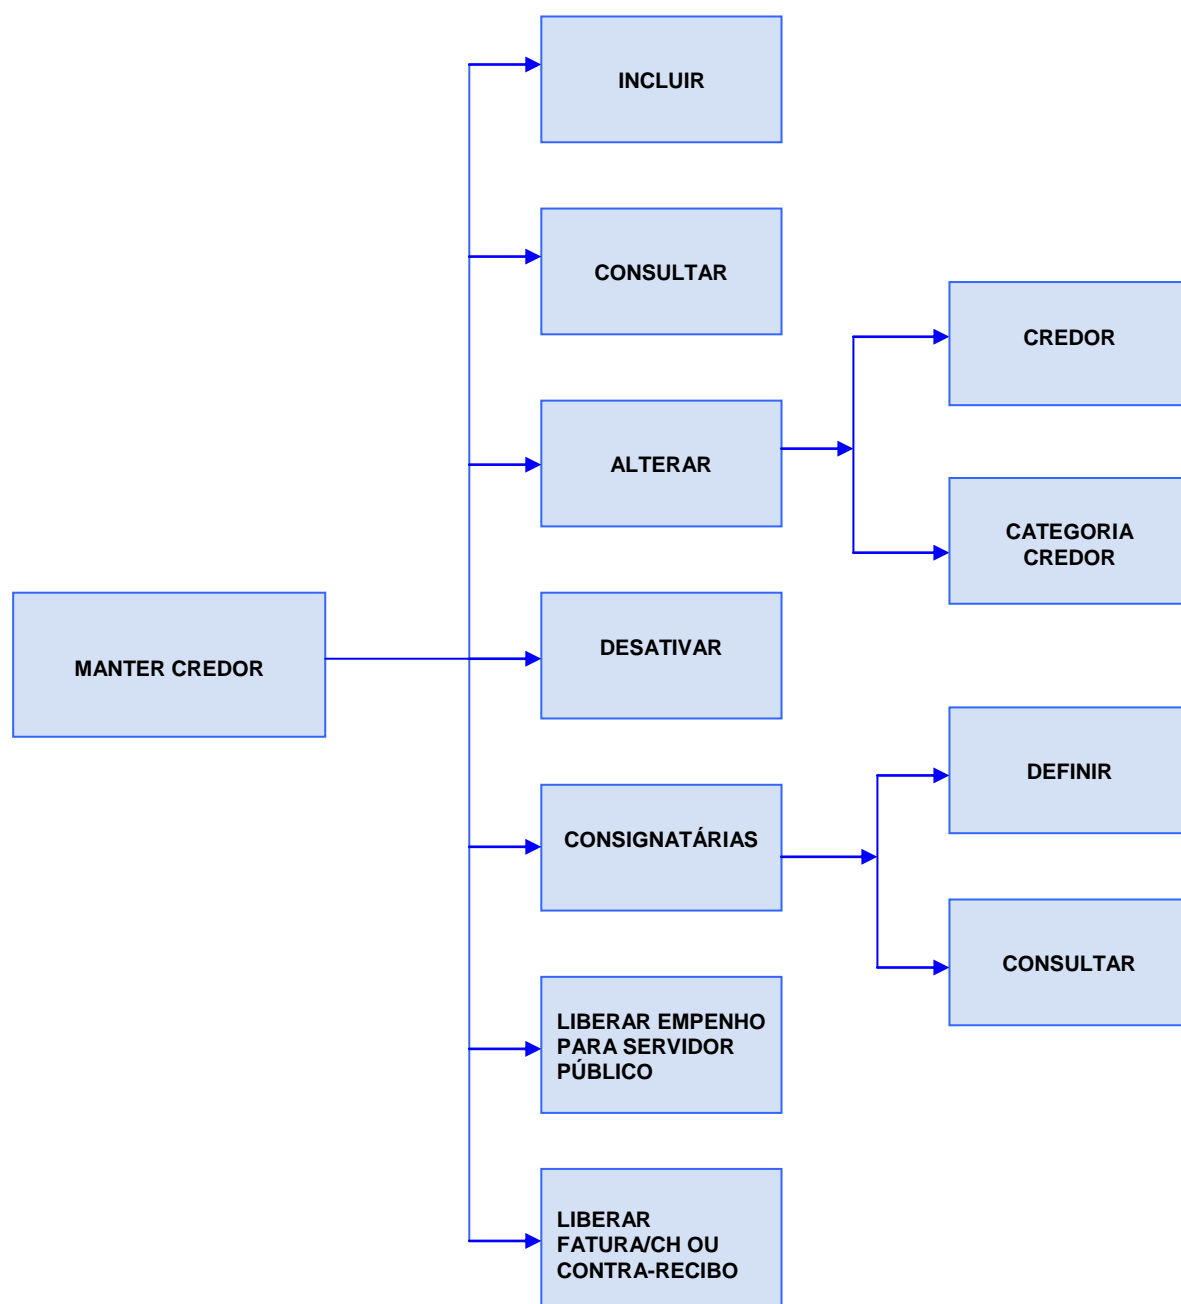 INCLUIR
CONSULTAR
CREDOR
ALTERAR
CATEGORIA
CREDOR
MANTER CREDOR
DESATIVAR
DEFINIR
CONSIGNATÁRIAS
CONSULTAR
LIBERAR EMPENHO
PARA SERVIDOR
PÚBLICO
LIBERAR
FATURA/CH OU
CONTRA-RECIBO